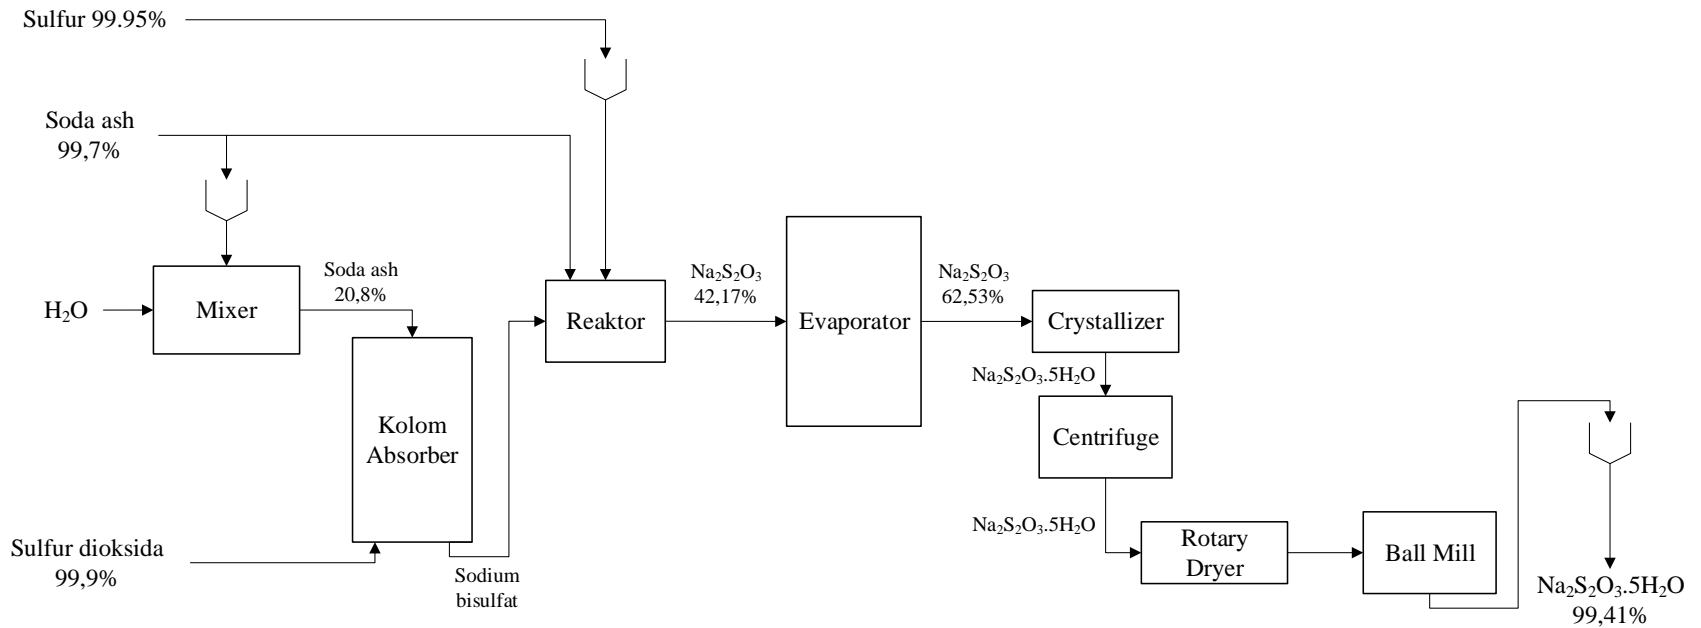 Sulfur 99.95%
Soda ash
99,7%
H₂O
Mixer
Soda ash
20,8%
Kolom
Absorber
Sulfur dioksida
99,9%
Sodium
bisulfat
Reaktor
Na₂S₂O₃
42,17%
Evaporator
Na₂S₂O₃
62,53%
Crystallizer
Na₂S₂O₃.5H₂O
Centrifuge
Na₂S₂O₃.5H₂O
Rotary
Dryer
Ball Mill
Na₂S₂O₃.5H₂O
99,41%